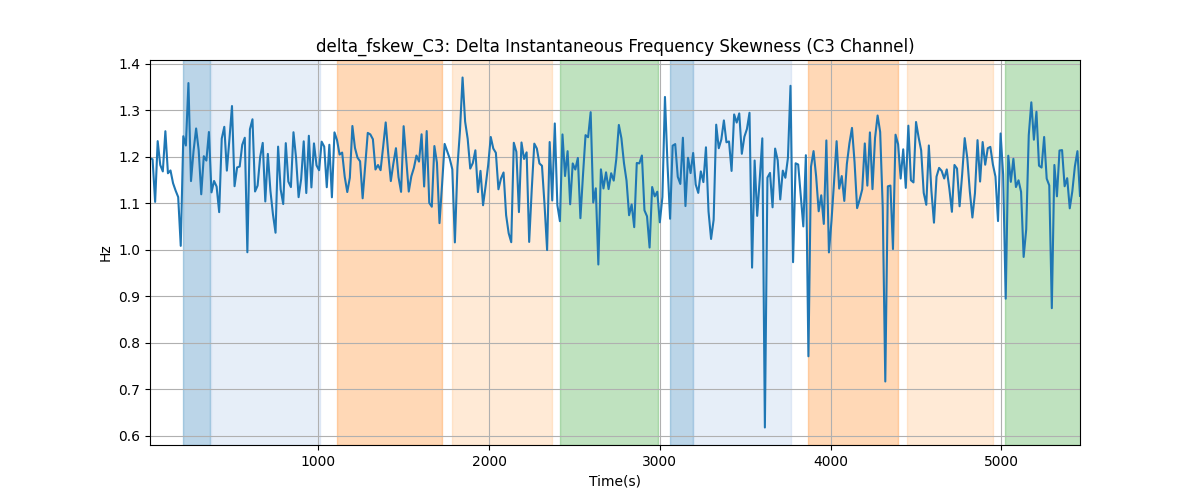 delta_fskew_C3: Delta Instantaneous Frequency Skewness (C3 Channel)
1.4
1.3
1.2
1.1
1.0
0.9
0.8
0.7
0.6
Hz
1000 2000 3000 4000 5000
Time(s)